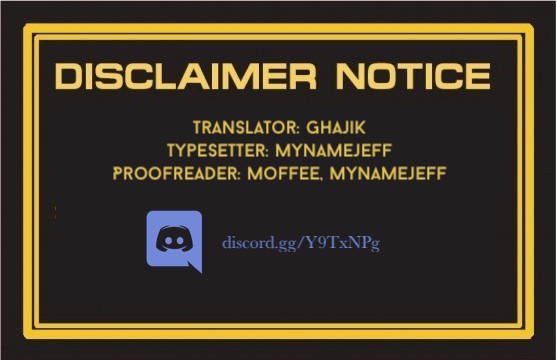 DISCLAIMER NOTICE
TRANSLATOR: GHAJIK
TYPESETTER: MYNAMEJEFF
PROOFREADER: MOFFEE, MYNAMEJEFF
discord.gg/Y9TxNPg